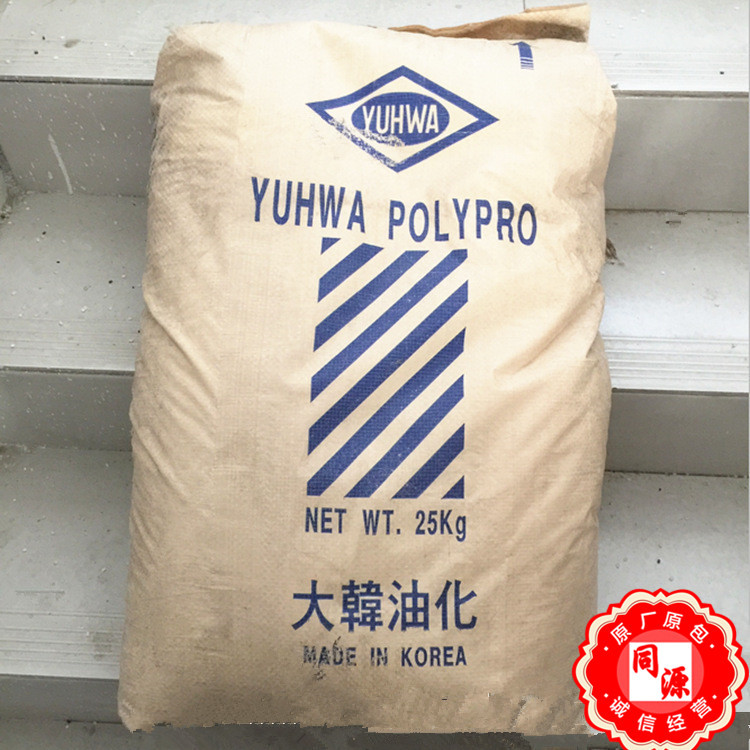 YUHWA
YUHWA POLYPRO
NET WT. 25Kg
大韓油化
MADE IN KOREA
原厂原包
同源
诚信经营